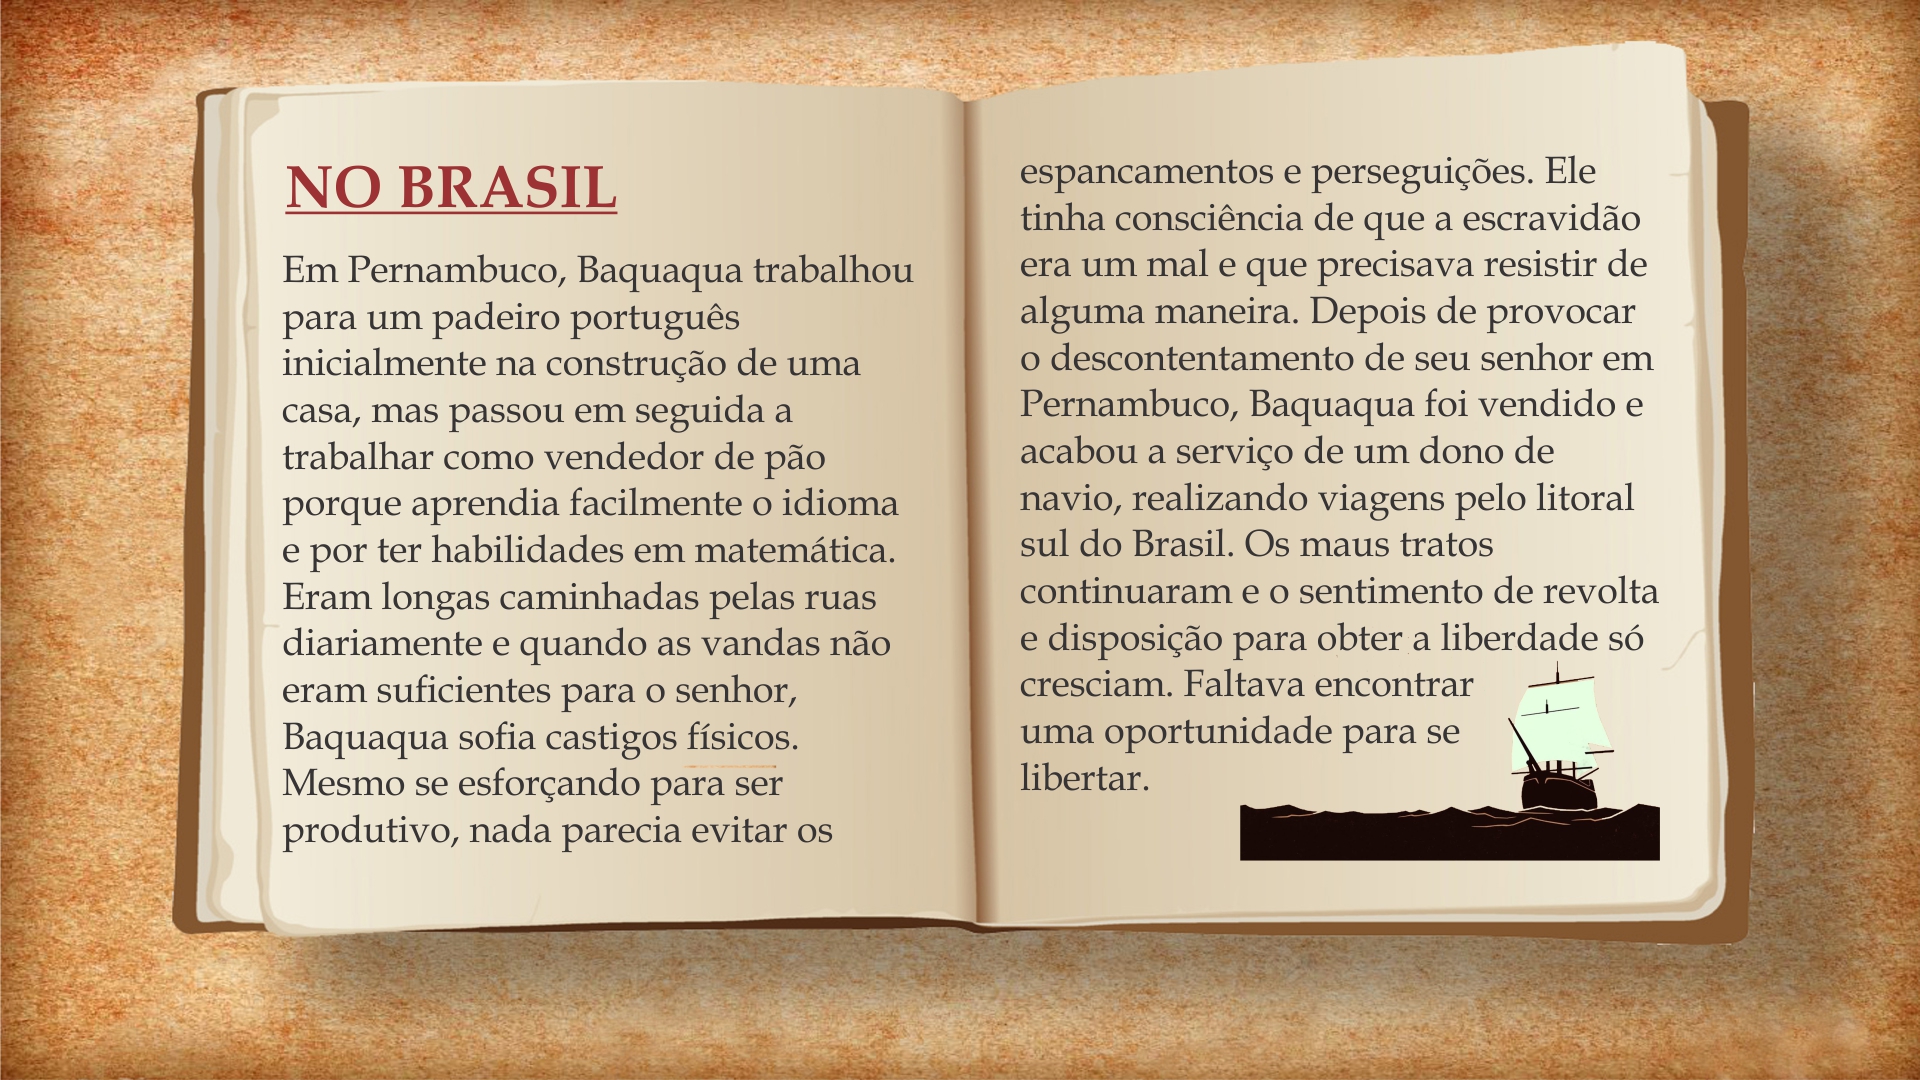 NO BRASIL
Em Pernambuco, Baquaqua trabalhou
para um padeiro português
inicialmente na construção de uma
casa, mas passou em seguida a
trabalhar como vendedor de pão
porque aprendia facilmente o idioma
e por ter habilidades em matemática.
Eram longas caminhadas pelas ruas
diariamente e quando as vandas não
eram suficientes para o senhor,
Baquaqua sofia castigos físicos.
Mesmo se esforçando para ser
produtivo, nada parecia evitar os
espancamentos e perseguições. Ele
tinha consciência de que a escravidão
era um mal e que precisava resistir de
alguma maneira. Depois de provocar
o descontentamento de seu senhor em
Pernambuco, Baquaqua foi vendido e
acabou a serviço de um dono de
navio, realizando viagens pelo litoral
sul do Brasil. Os maus tratos
continuaram e o sentimento de revolta
e disposição para obter a liberdade só
cresciam. Faltava encontrar
uma oportunidade para se
libertar.